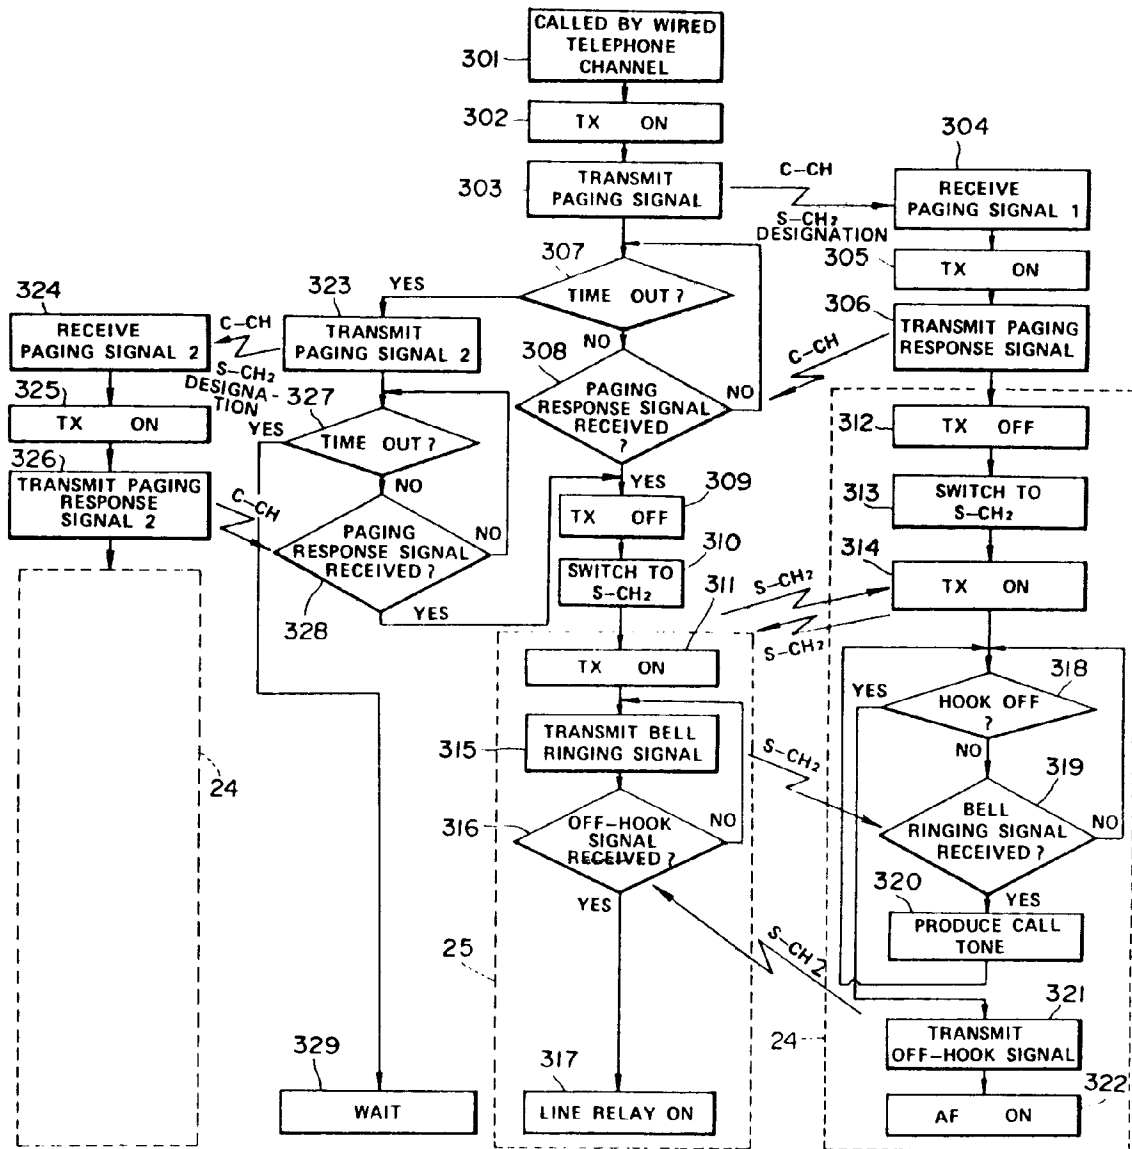 CALLED BY WIRED
TELEPHONE
CHANNEL
301
302
TX ON
303
TRANSMIT
PAGING SIGNAL
C-CH
S-CH2
DESIGNATION
304
RECEIVE
PAGING SIGNAL 1
305
TX ON
306
TRANSMIT PAGING
RESPONSE SIGNAL
C-CH
307
TIME OUT ?
YES
NO
308
PAGING
RESPONSE SIGNAL
RECEIVED
?
NO
YES
323
TRANSMIT
PAGING SIGNAL 2
C-CH
S-CH2
DESIGNA-
TION
324
RECEIVE
PAGING SIGNAL 2
325
TX ON
326
TRANSMIT PAGING
RESPONSE
SIGNAL 2
C-CH
24
327
YES
TIME OUT ?
NO
PAGING
RESPONSE SIGNAL
RECEIVED ?
NO
328
YES
329
WAIT
309
TX OFF
310
SWITCH TO
S-CH2
311
TX ON
S-CH2
S-CH2
315
TRANSMIT BELL
RINGING SIGNAL
S-CH2
316
OFF-HOOK
SIGNAL
RECEIVED ?
NO
YES
25
S-CH2
317
LINE RELAY ON
312
TX OFF
313
SWITCH TO
S-CH2
314
TX ON
318
YES
HOOK OFF
?
NO
319
BELL
RINGING SIGNAL
RECEIVED ?
NO
YES
320
PRODUCE CALL
TONE
321
TRANSMIT
OFF-HOOK SIGNAL
24
322
AF ON